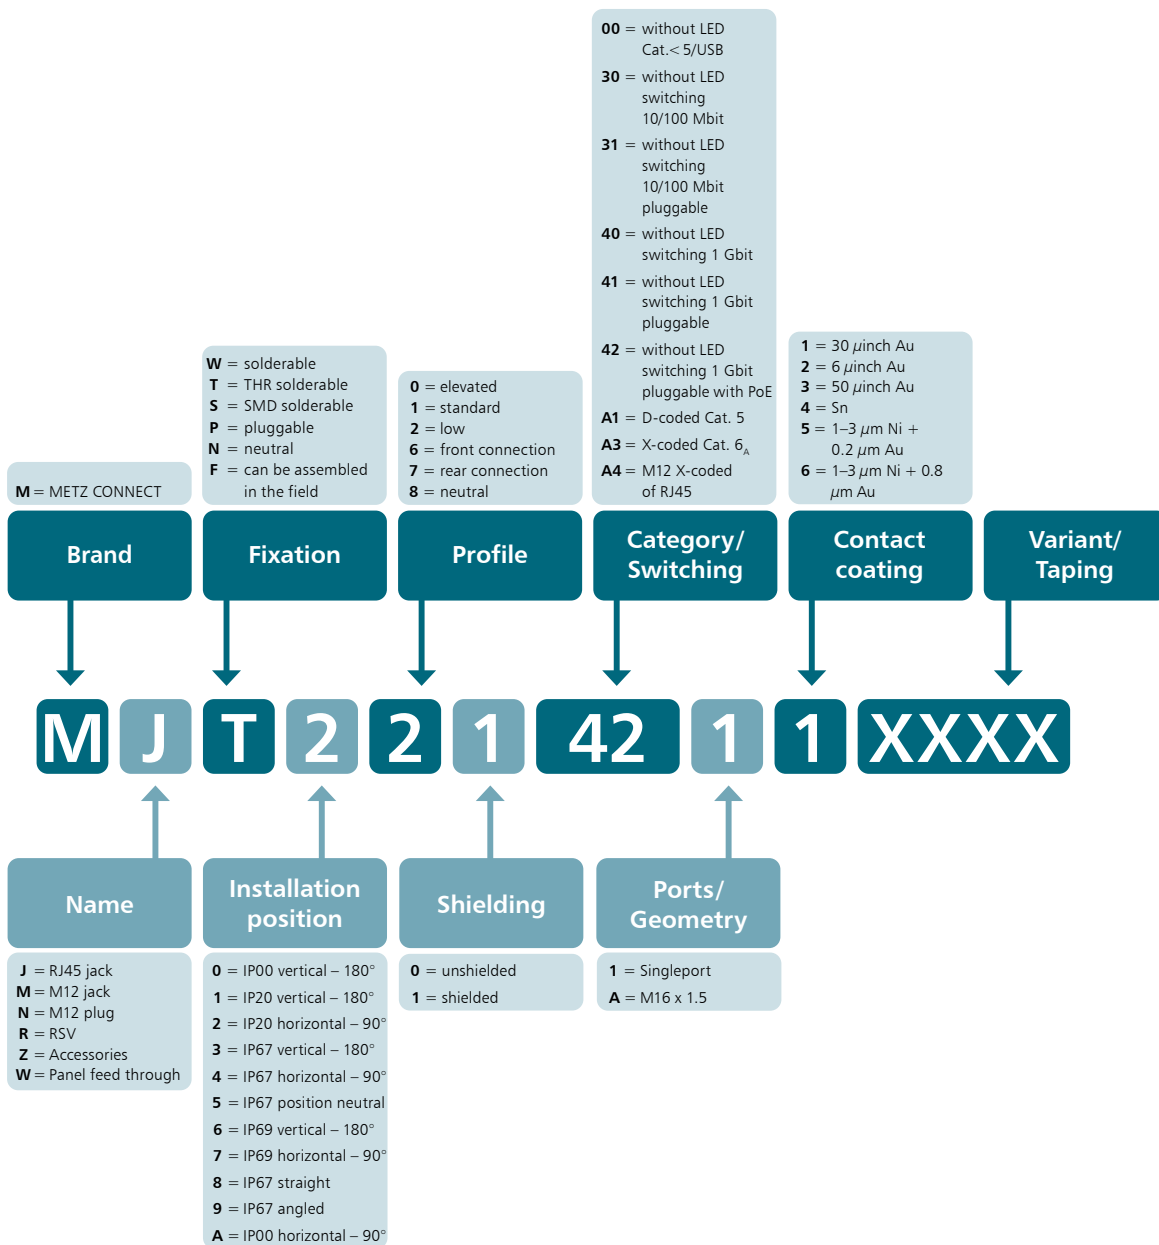 00 = without LED
Cat.< 5/USB
30 = without LED
switching
10/100 Mbit
31 = without LED
switching
10/100 Mbit
pluggable
40 = without LED
switching 1 Gbit
41 = without LED
switching 1 Gbit
pluggable
42 = without LED
switching 1 Gbit
pluggable with PoE
A1 = D-coded Cat. 5
A3 = X-coded Cat. 6A
A4 = M12 X-coded
of RJ45
M = METZ CONNECT
W = solderable
T = THR solderable
S = SMD solderable
P = pluggable
N = neutral
F = can be assembled
in the field
0 = elevated
1 = standard
2 = low
6 = front connection
7 = rear connection
8 = neutral
1 = 30 µinch Au
2 = 6 µinch Au
3 = 50 µinch Au
4 = Sn
5 = 1–3 µm Ni +
0.2 µm Au
6 = 1–3 µm Ni + 0.8
µm Au
Brand
Fixation
Profile
Category/
Switching
Contact
coating
Variant/
Taping
M J T 2 2 1 42 1 1 XXXX
Name
Installation
position
Shielding
Ports/
Geometry
J = RJ45 jack
M = M12 jack
N = M12 plug
R = RSV
Z = Accessories
W = Panel feed through
0 = IP00 vertical – 180°
1 = IP20 vertical – 180°
2 = IP20 horizontal – 90°
3 = IP67 vertical – 180°
4 = IP67 horizontal – 90°
5 = IP67 position neutral
6 = IP69 vertical – 180°
7 = IP69 horizontal – 90°
8 = IP67 straight
9 = IP67 angled
A = IP00 horizontal – 90°
0 = unshielded
1 = shielded
1 = Singleport
A = M16 x 1.5